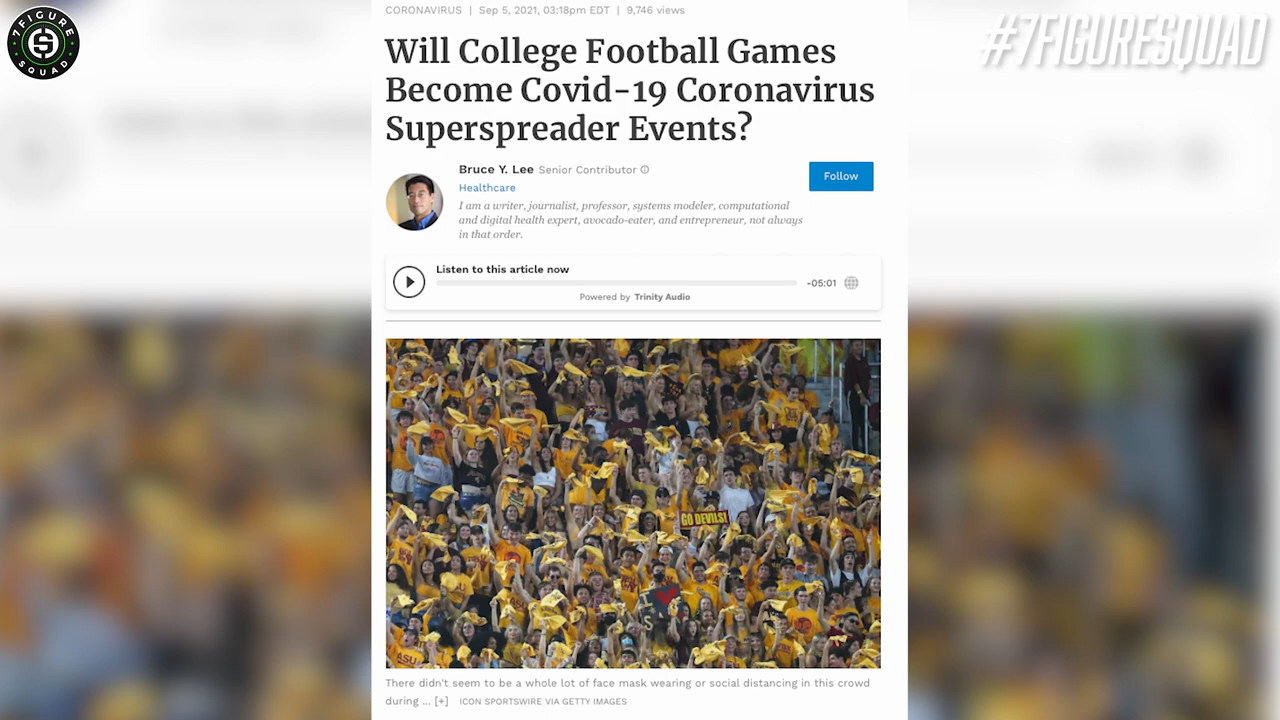 7FIGURE
SQUAD
#7FIGURESQUAD
CORONAVIRUS | Sep 5, 2021, 03:18pm EDT | 9,746 views
Will College Football Games
Become Covid-19 Coronavirus
Superspreader Events?
Bruce Y. Lee Senior Contributor
Healthcare
I am a writer, journalist, professor, systems modeler, computational
and digital health expert, avocado-eater, and entrepreneur, not always
in that order.
Follow
Listen to this article now
-05:01
Powered by Trinity Audio
GO DEVILS!
I
ASU
There didn't seem to be a whole lot of face mask wearing or social distancing in this crowd
during ... [+] ICON SPORTSWIRE VIA GETTY IMAGES